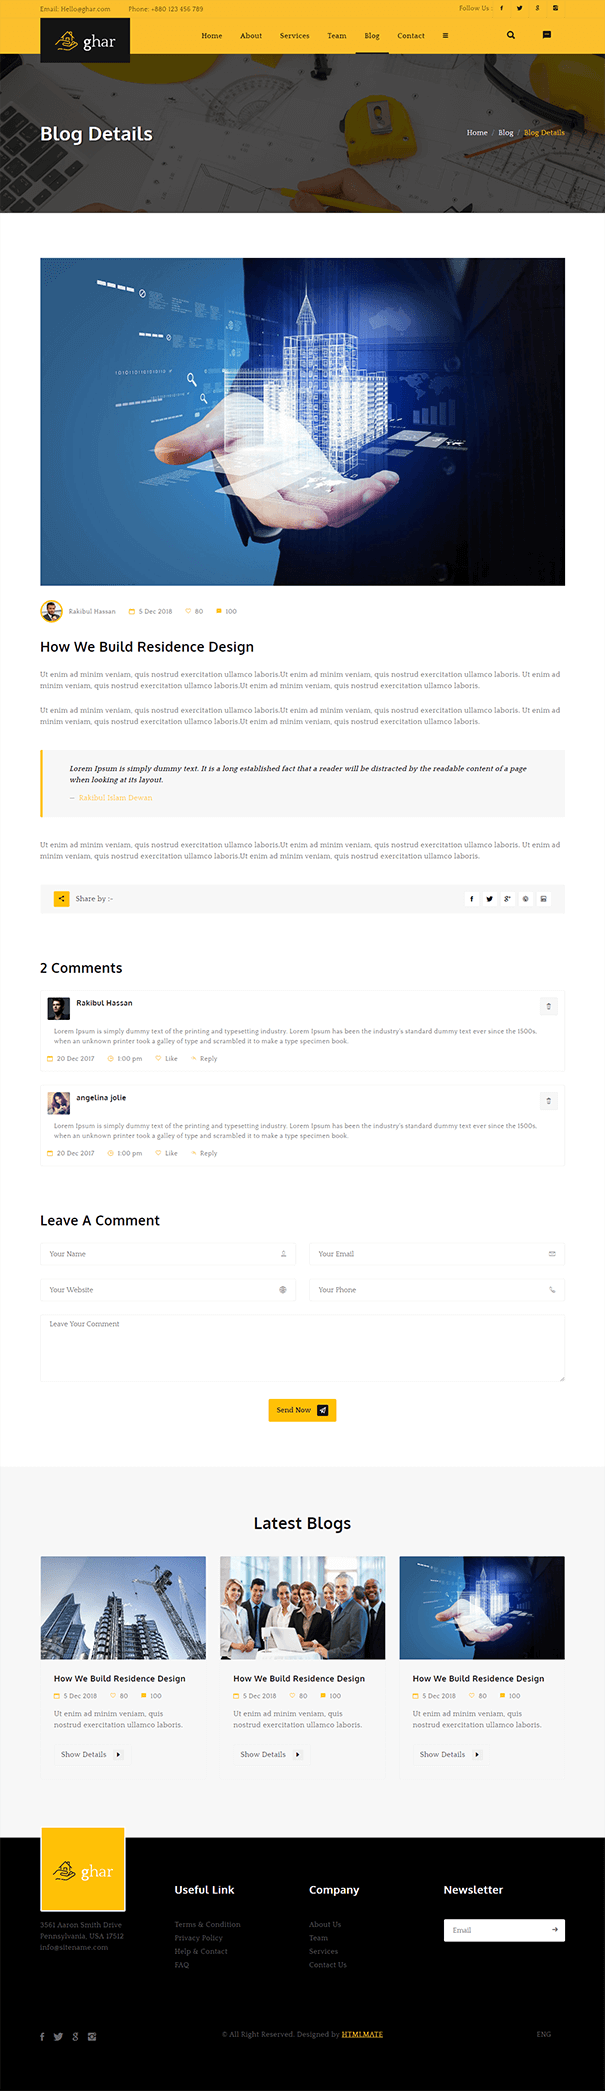 Email: Hello@ghar.com Phone: +880 123 456 789 Follow Us :
ghar Home About Services Team Blog Contact
Blog Details Home / Blog / Blog Details
Rakibul Hassan 5 Dec 2018 80 100
How We Build Residence Design
Ut enim ad minim veniam, quis nostrud exercitation ullamco laboris.Ut enim ad minim veniam, quis nostrud exercitation ullamco laboris. Ut enim ad
minim veniam, quis nostrud exercitation ullamco laboris.Ut enim ad minim veniam, quis nostrud exercitation ullamco laboris.
Ut enim ad minim veniam, quis nostrud exercitation ullamco laboris.Ut enim ad minim veniam, quis nostrud exercitation ullamco laboris. Ut enim ad
minim veniam, quis nostrud exercitation ullamco laboris.Ut enim ad minim veniam, quis nostrud exercitation ullamco laboris.
Lorem Ipsum is simply dummy text. It is a long established fact that a reader will be distracted by the readable content of a page
when looking at its layout.
— Rakibul Islam Dewan
Ut enim ad minim veniam, quis nostrud exercitation ullamco laboris.Ut enim ad minim veniam, quis nostrud exercitation ullamco laboris. Ut enim ad
minim veniam, quis nostrud exercitation ullamco laboris.Ut enim ad minim veniam, quis nostrud exercitation ullamco laboris.
Share by :-
2 Comments
Rakibul Hassan
Lorem Ipsum is simply dummy text of the printing and typesetting industry. Lorem Ipsum has been the industry's standard dummy text ever since the 1500s,
when an unknown printer took a galley of type and scrambled it to make a type specimen book.
20 Dec 2017 1:00 pm Like Reply
angelina jolie
Lorem Ipsum is simply dummy text of the printing and typesetting industry. Lorem Ipsum has been the industry's standard dummy text ever since the 1500s,
when an unknown printer took a galley of type and scrambled it to make a type specimen book.
20 Dec 2017 1:00 pm Like Reply
Leave A Comment
Your Name Your Email
Your Website Your Phone
Leave Your Comment
Send Now
Latest Blogs
How We Build Residence Design
5 Dec 2018 80 100
Ut enim ad minim veniam, quis
nostrud exercitation ullamco laboris.
Show Details
How We Build Residence Design
5 Dec 2018 80 100
Ut enim ad minim veniam, quis
nostrud exercitation ullamco laboris.
Show Details
How We Build Residence Design
5 Dec 2018 80 100
Ut enim ad minim veniam, quis
nostrud exercitation ullamco laboris.
Show Details
ghar
3561 Aaron Smith Drive
Pennsylvania, USA 17512
info@sitename.com
Useful Link
Terms & Condition
Privacy Policy
Help & Contact
FAQ
Company
About Us
Team
Services
Contact Us
Newsletter
Email
© All Right Reserved. Designed by HTMLMATE ENG